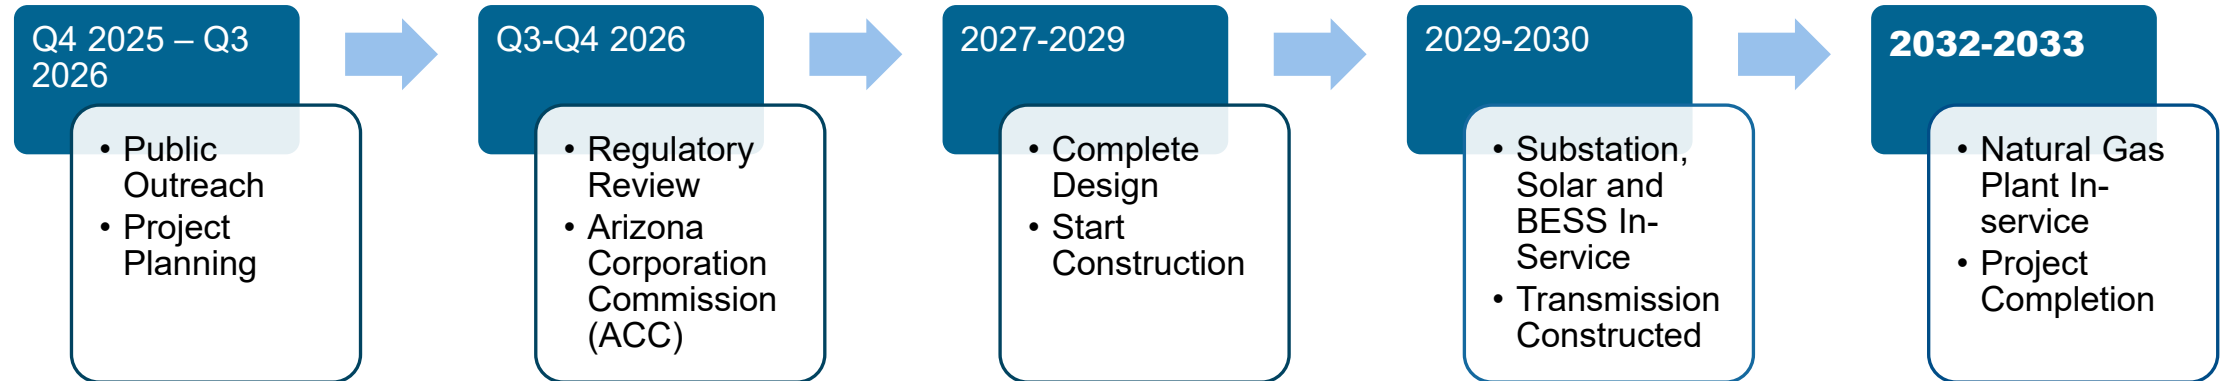 Q4 2025 – Q3
2026
• Public
Outreach
• Project
Planning
Q3-Q4 2026
• Regulatory
Review
• Arizona
Corporation
Commission
(ACC)
2027-2029
• Complete
Design
• Start
Construction
2029-2030
• Substation,
Solar and
BESS In-
Service
• Transmission
Constructed
2032-2033
• Natural Gas
Plant In-
service
• Project
Completion